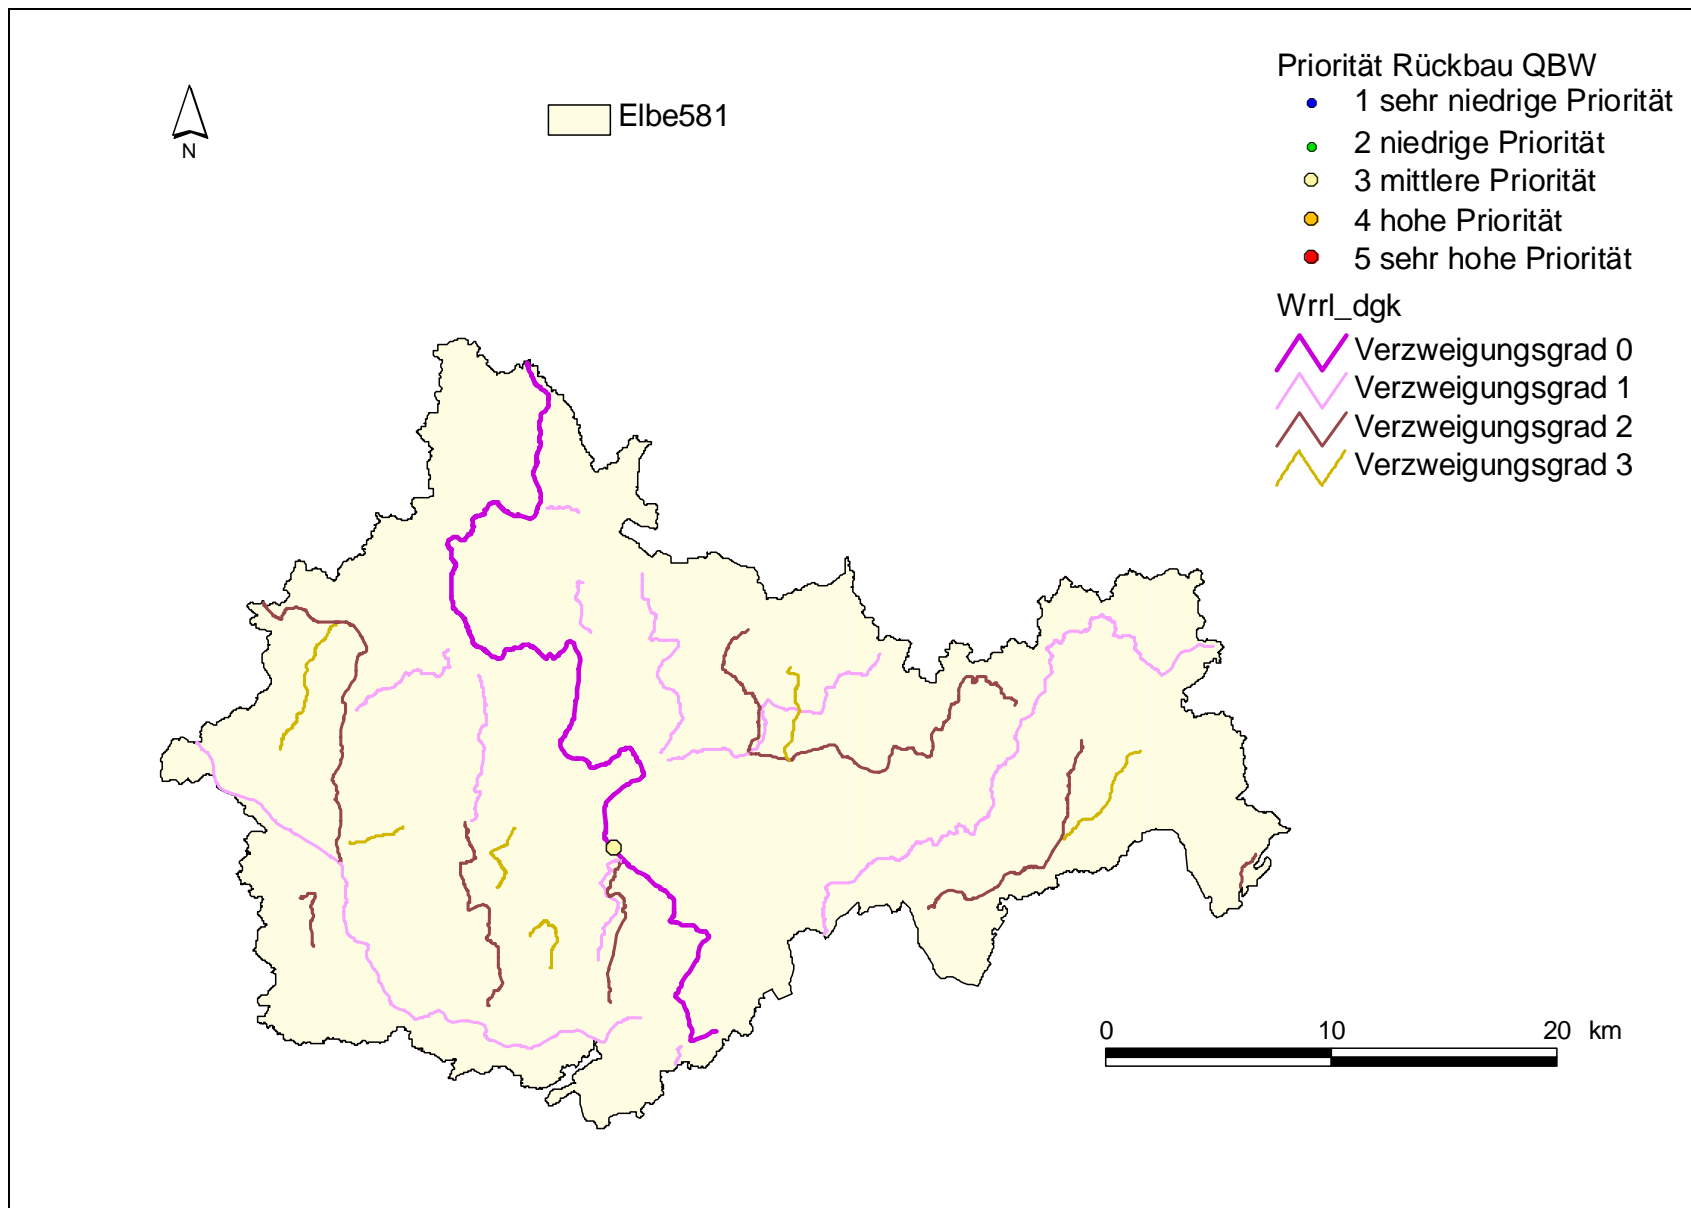 N
Elbe581
Priorität Rückbau QBW
1 sehr niedrige Priorität
2 niedrige Priorität
3 mittlere Priorität
4 hohe Priorität
5 sehr hohe Priorität
Wrrl_dgk
Verzweigungsgrad 0
Verzweigungsgrad 1
Verzweigungsgrad 2
Verzweigungsgrad 3
0 10 20 km